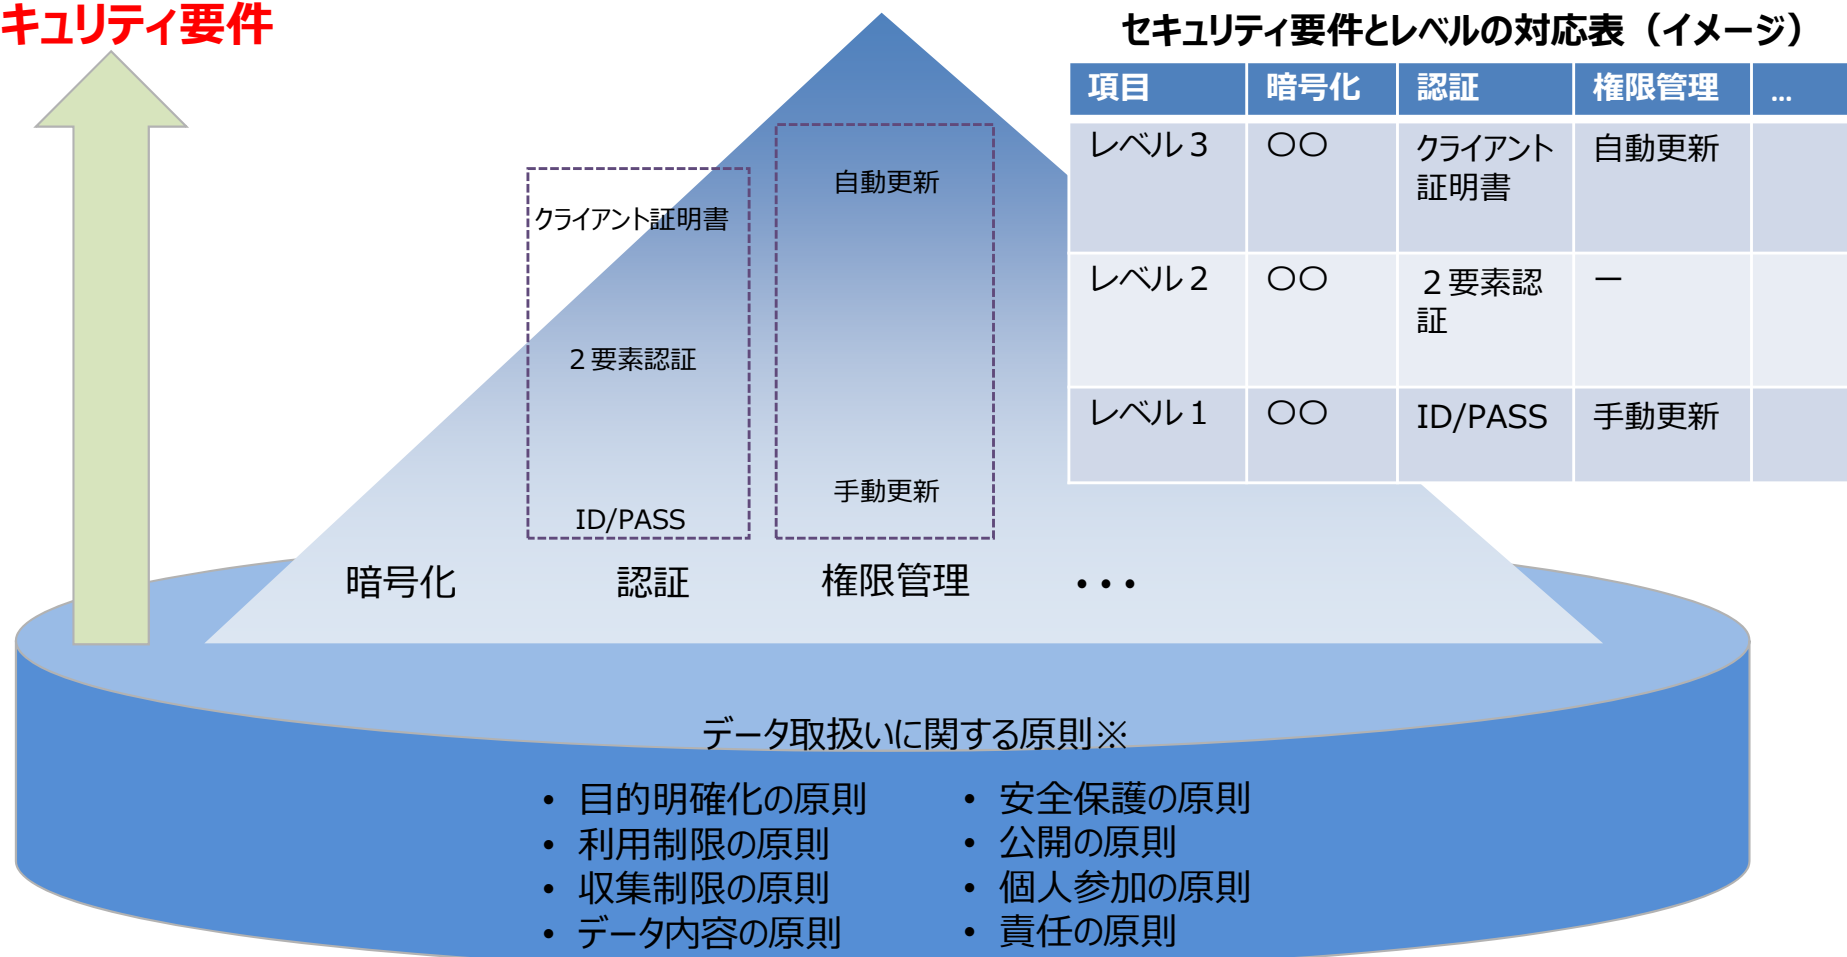 キュリティ要件
セキュリティ要件とレベルの対応表（イメージ）
項目 暗号化 認証 権限管理 …
レベル３ 〇〇 クライアント 自動更新
証明書
レベル２ 〇〇 ２要素認 ー
証
レベル１ 〇〇 ID/PASS 手動更新
自動更新
クライアント証明書
２要素認証
手動更新
ID/PASS
暗号化 認証 権限管理 ・・・
データ取扱いに関する原則※
• 目的明確化の原則
• 利用制限の原則
• 収集制限の原則
• データ内容の原則
• 安全保護の原則
• 公開の原則
• 個人参加の原則
• 責任の原則